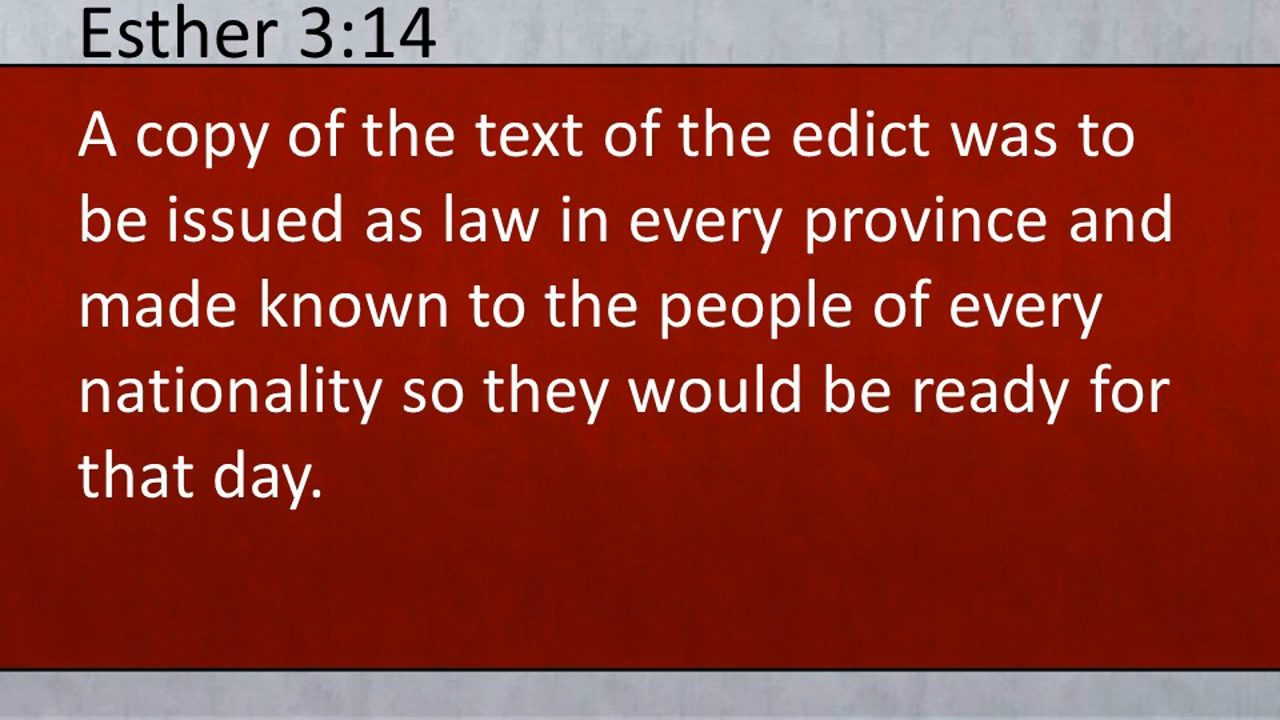 Esther 3:14
A copy of the text of the edict was to
be issued as law in every province and
made known to the people of every
nationality so they would be ready for
that day.